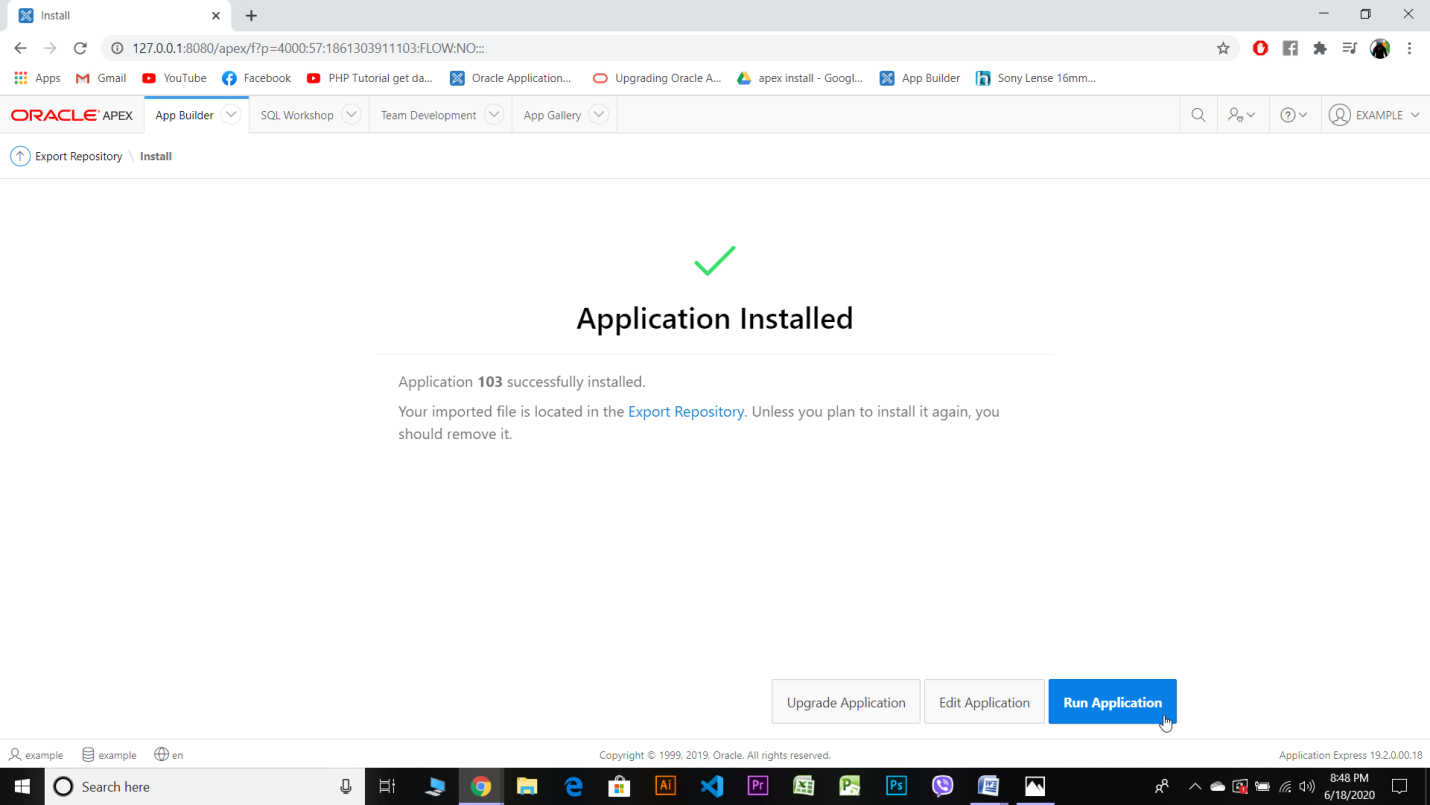 Install
127.0.0.1:8080/apex/f?p=4000:57:1861303911103:FLOW:NO:::
Apps Gmail YouTube Facebook PHP Tutorial get da... Oracle Application... Upgrading Oracle A... apex install - Googl... App Builder Sony Lense 16mm...
ORACLE APEX App Builder SQL Workshop Team Development App Gallery EXAMPLE
Export Repository \ Install
Application Installed
Application 103 successfully installed.
Your imported file is located in the Export Repository. Unless you plan to install it again, you
should remove it.
Upgrade Application Edit Application Run Application
example example en Copyright © 1999, 2019, Oracle. All rights reserved. Application Express 19.2.0.00.18
Search here Ai Pr Ps 8:48 PM
6/18/2020